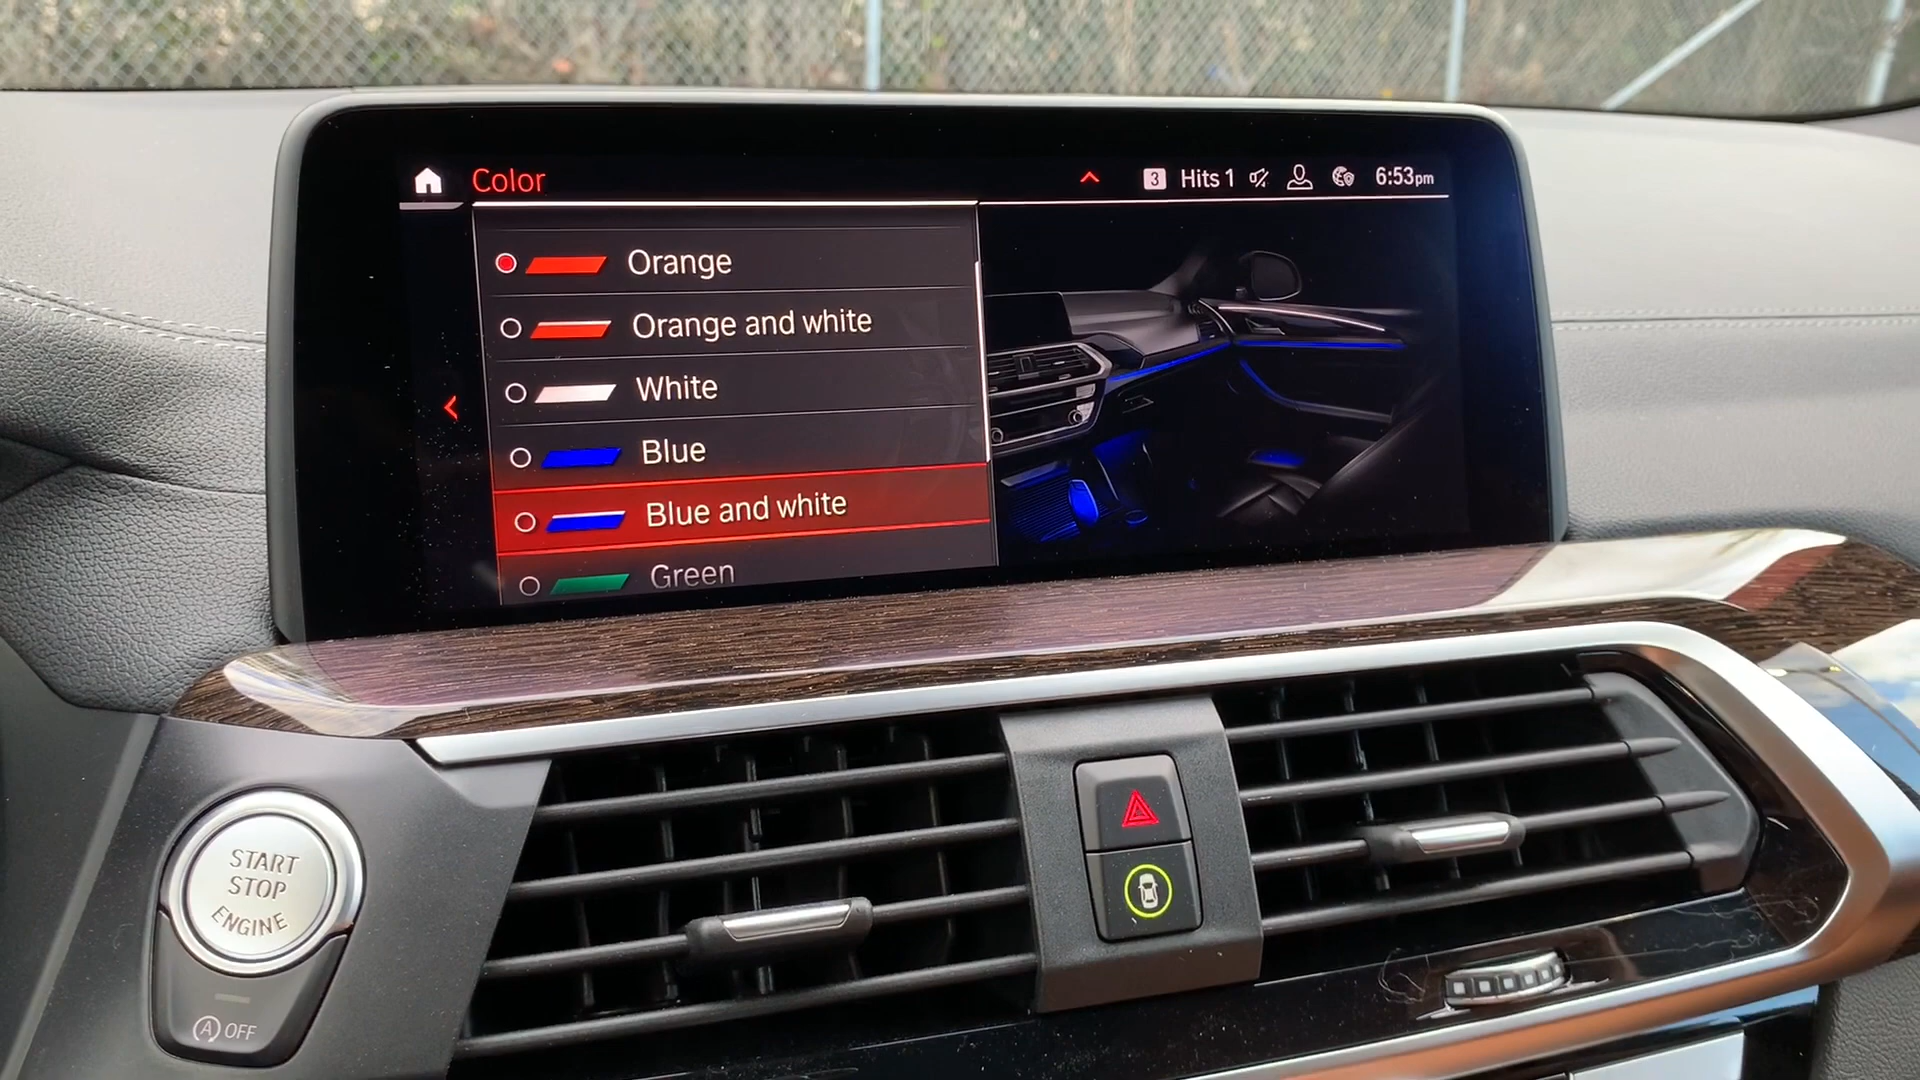 Color
3 Hits 1 6:53pm
Orange
Orange and white
White
Blue
Blue and white
Green
START
STOP
ENGINE
A OFF